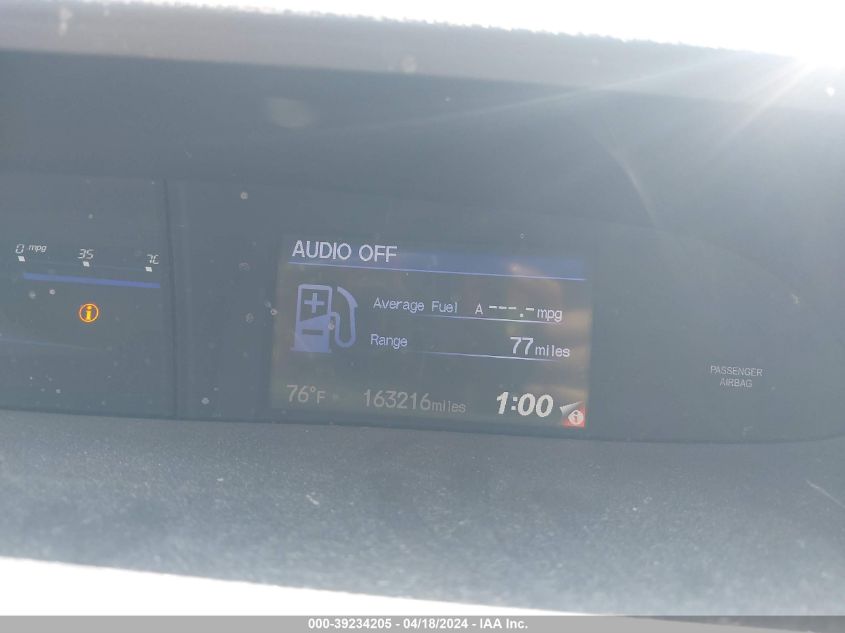 0 mpg 35
AUDIO OFF
Average Fuel A ---.- mpg
Range 77 miles
PASSENGER
AIRBAG
76°F 163216 miles 1:00
000-39234205 - 04/18/2024 - IAA Inc.